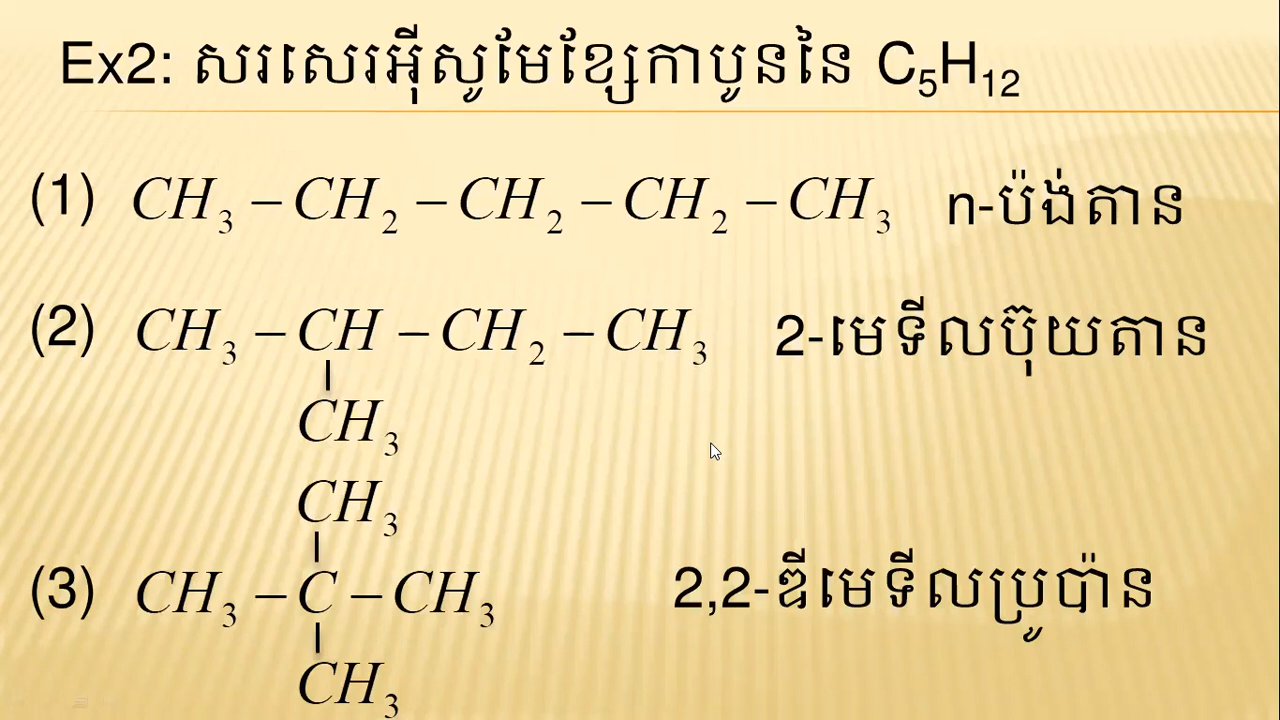 Ex2: សរសេរអ៊ីសូមែខ្សែកាបូននៃ C₅H₁₂
(1) CH₃ – CH₂ – CH₂ – CH₂ – CH₃ n-ប៉ង់តាន
(2) CH₃ – CH – CH₂ – CH₃ 2-មេទីលប៊ុយតាន
|
CH₃
CH₃
|
(3) CH₃ – C – CH₃ 2,2-ឌីមេទីលប្រូប៉ាន
|
CH₃